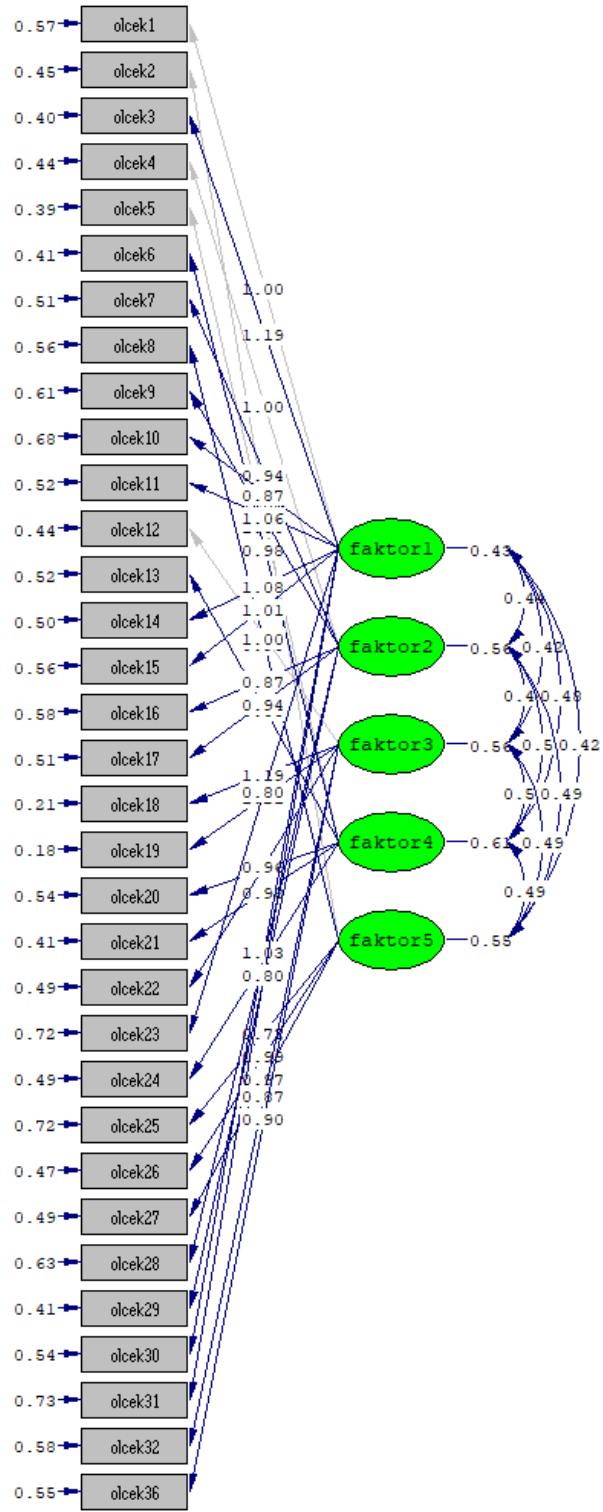 0.57 olcek1
0.45 olcek2
0.40 olcek3
0.44 olcek4
0.39 olcek5
0.41 olcek6
0.51 olcek7
0.56 olcek8
0.61 olcek9
0.68 olcek10
0.52 olcek11
0.44 olcek12
0.52 olcek13
0.50 olcek14
0.56 olcek15
0.58 olcek16
0.51 olcek17
0.21 olcek18
0.18 olcek19
0.54 olcek20
0.41 olcek21
0.49 olcek22
0.72 olcek23
0.49 olcek24
0.72 olcek25
0.47 olcek26
0.49 olcek27
0.63 olcek28
0.41 olcek29
0.54 olcek30
0.73 olcek31
0.58 olcek32
0.55 olcek36
1.00
1.19
1.00
0.94
0.87
1.06
0.98
1.08
1.01
1.00
0.87
0.94
1.19
0.80
0.96
1.03
0.80
0.99
0.87
0.90
faktor1 0.43
faktor2 0.56
faktor3 0.56
faktor4 0.61
faktor5 0.55
0.44
0.42
0.48
0.42
0.49
0.49
0.49